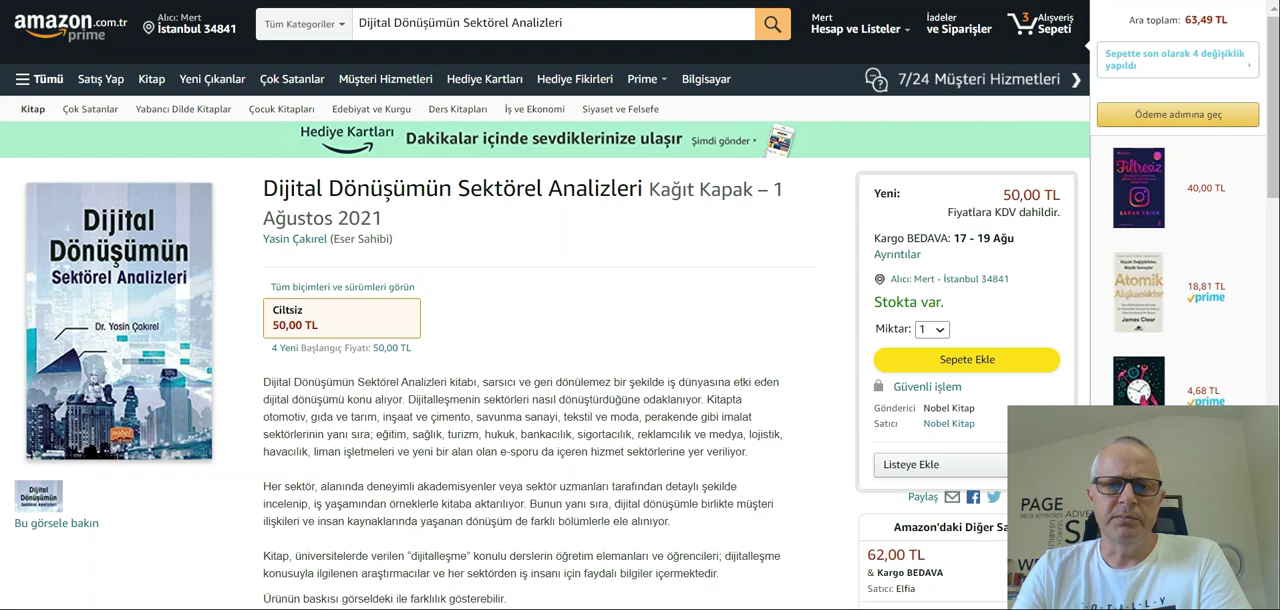 amazon.com.tr
prime
Alıcı: Mert
İstanbul 34841
Tüm Kategoriler
Dijital Dönüşümün Sektörel Analizleri
Mert
Hesap ve Listeler
İadeler
ve Siparişler
3
Alışveriş
Sepeti
Ara toplam: 63,49 TL
Sepette son olarak 4 değişiklik
yapıldı
Ödeme adımına geç
Tümü Satış Yap Kitap Yeni Çıkanlar Çok Satanlar Müşteri Hizmetleri Hediye Kartları Hediye Fikirleri Prime Bilgisayar
7/24 Müşteri Hizmetleri
Kitap Çok Satanlar Yabancı Dilde Kitaplar Çocuk Kitapları Edebiyat ve Kurgu Ders Kitapları İş ve Ekonomi Siyaset ve Felsefe
Hediye Kartları Dakikalar içinde sevdiklerinize ulaşır Şimdi gönder
Dijital
Dönüşümün
Sektörel Analizleri
Dr. Yasin Çakırel
Dijital
Dönüşümün
Sektörel Analizleri
Bu görsele bakın
Dijital Dönüşümün Sektörel Analizleri Kağıt Kapak – 1
Ağustos 2021
Yasin Çakırel (Eser Sahibi)
Tüm biçimleri ve sürümleri görün
Ciltsiz
50,00 TL
4 Yeni Başlangıç Fiyatı: 50,00 TL
Dijital Dönüşümün Sektörel Analizleri kitabı, sarsıcı ve geri dönülemez bir şekilde iş dünyasına etki eden
dijital dönüşümü konu alıyor. Dijitalleşmenin sektörleri nasıl dönüştürdüğüne odaklanıyor. Kitapta
otomotiv, gıda ve tarım, inşaat ve çimento, savunma sanayi, tekstil ve moda, perakende gibi imalat
sektörlerinin yanı sıra; eğitim, sağlık, turizm, hukuk, bankacılık, sigortacılık, reklamcılık ve medya, lojistik,
havacılık, liman işletmeleri ve yeni bir alan olan e-sporu da içeren hizmet sektörlerine yer veriliyor.
Her sektör, alanında deneyimli akademisyenler veya sektör uzmanları tarafından detaylı şekilde
incelenip, iş yaşamından örneklerle kitaba aktarılıyor. Bunun yanı sıra, dijital dönüşümle birlikte müşteri
ilişkileri ve insan kaynaklarında yaşanan dönüşüm de farklı bölümlerle ele alınıyor.
Kitap, üniversitelerde verilen “dijitalleşme” konulu derslerin öğretim elemanları ve öğrencileri; dijitalleşme
konusuyla ilgilenen araştırmacılar ve her sektörden iş insanı için faydalı bilgiler içermektedir.
Ürünün baskısı görseldeki ile farklılık gösterebilir.
Yeni: 50,00 TL
Fiyatlara KDV dahildir.
Kargo BEDAVA: 17 - 19 Ağu
Ayrıntılar
Alıcı: Mert - İstanbul 34841
Stokta var.
Miktar: 1
Sepete Ekle
Güvenli işlem
Gönderici Nobel Kitap
Satıcı Nobel Kitap
Listeye Ekle
Paylaş
Amazon'daki Diğer Sa
62,00 TL
& Kargo BEDAVA
Satıcı: Elfia
Filtresiz
SARAH FRIER
40,00 TL
Atomik
Alışkanlıklar
James Clear
18,81 TL
prime
4,68 TL
prime
PAGE
META KEYWORDS
TOTALLY